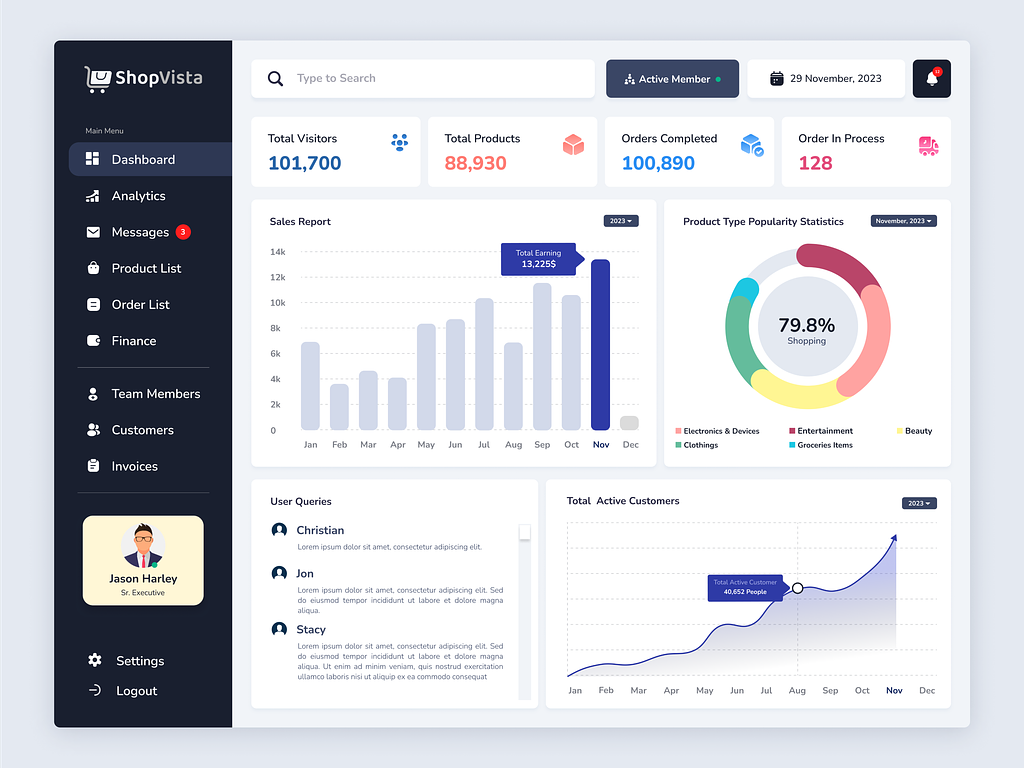 ShopVista
Main Menu
Dashboard
Analytics
Messages 3
Product List
Order List
Finance
Team Members
Customers
Invoices
Jason Harley
Sr. Executive
Settings
Logout
Type to Search
Active Member
29 November, 2023
Total Visitors
101,700
Total Products
88,930
Orders Completed
100,890
Order In Process
128
Sales Report
2023
14k
12k
10k
8k
6k
4k
2k
0
Total Earning
13,225$
Jan Feb Mar Apr May Jun Jul Aug Sep Oct Nov Dec
Product Type Popularity Statistics
November, 2023
79.8%
Shopping
Electronics & Devices Entertainment Beauty
Clothings Groceries Items
User Queries
Christian
Lorem ipsum dolor sit amet, consectetur adipiscing elit.
Jon
Lorem ipsum dolor sit amet, consectetur adipiscing elit. Sed
do eiusmod tempor incididunt ut labore et dolore magna
aliqua.
Stacy
Lorem ipsum dolor sit amet, consectetur adipiscing elit. Sed
do eiusmod tempor incididunt ut labore et dolore magna
aliqua. Ut enim ad minim veniam, quis nostrud exercitation
ullamco laboris nisi ut aliquip ex ea commodo consequat
Total Active Customers
2023
Total Active Customer
40,652 People
Jan Feb Mar Apr May Jun Jul Aug Sep Oct Nov Dec